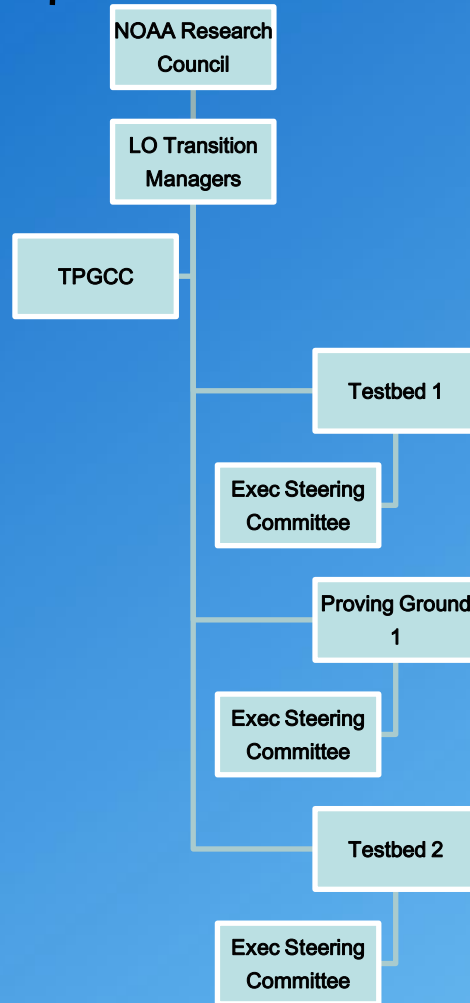 NOAA Research
Council
LO Transition
Managers
TPGCC
Testbed 1
Exec Steering
Committee
Proving Ground
1
Exec Steering
Committee
Testbed 2
Exec Steering
Committee